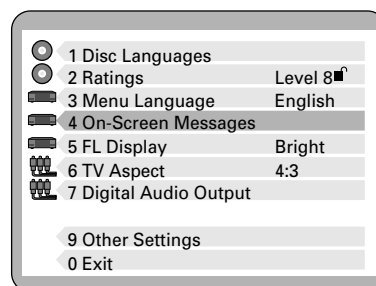 1 Disc Languages
2 Ratings Level 8
3 Menu Language English
4 On-Screen Messages
5 FL Display Bright
6 TV Aspect 4:3
7 Digital Audio Output
9 Other Settings
0 Exit